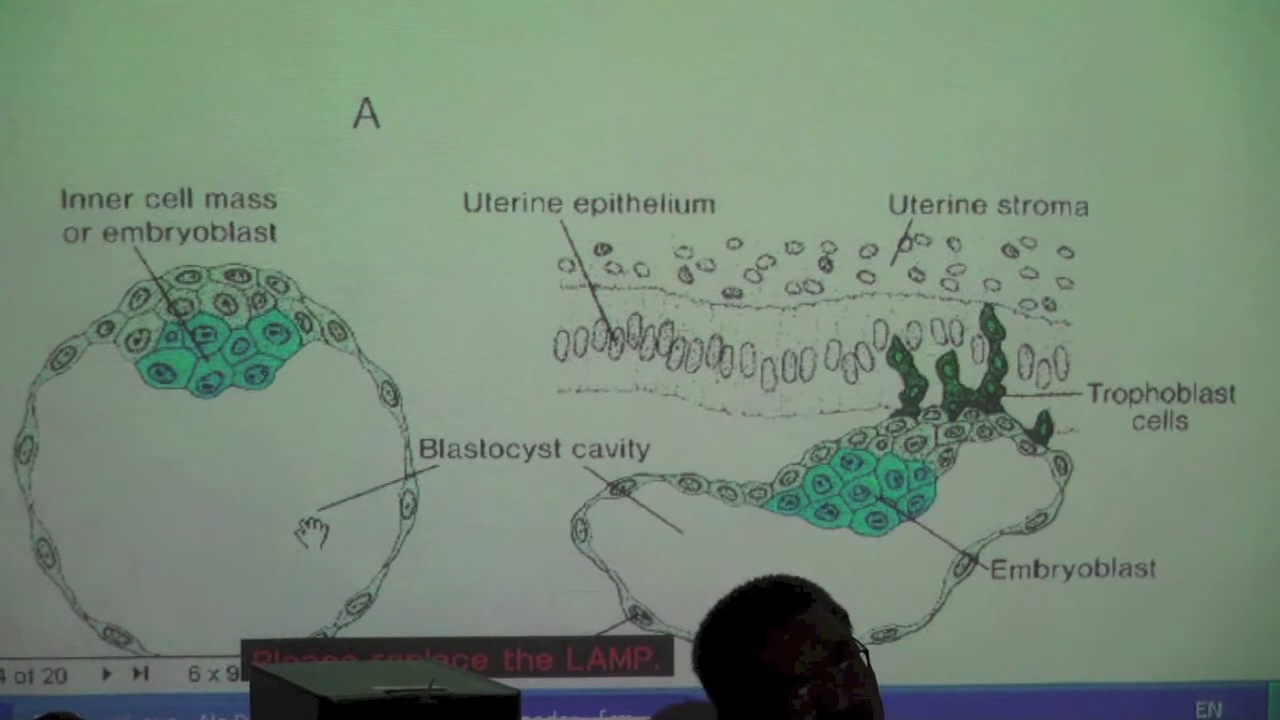 A
Inner cell mass
or embryoblast
Uterine epithelium
Uterine stroma
Trophoblast
cells
Blastocyst cavity
Embryoblast
Please replace the LAMP.
4 of 20
6 x 9
EN